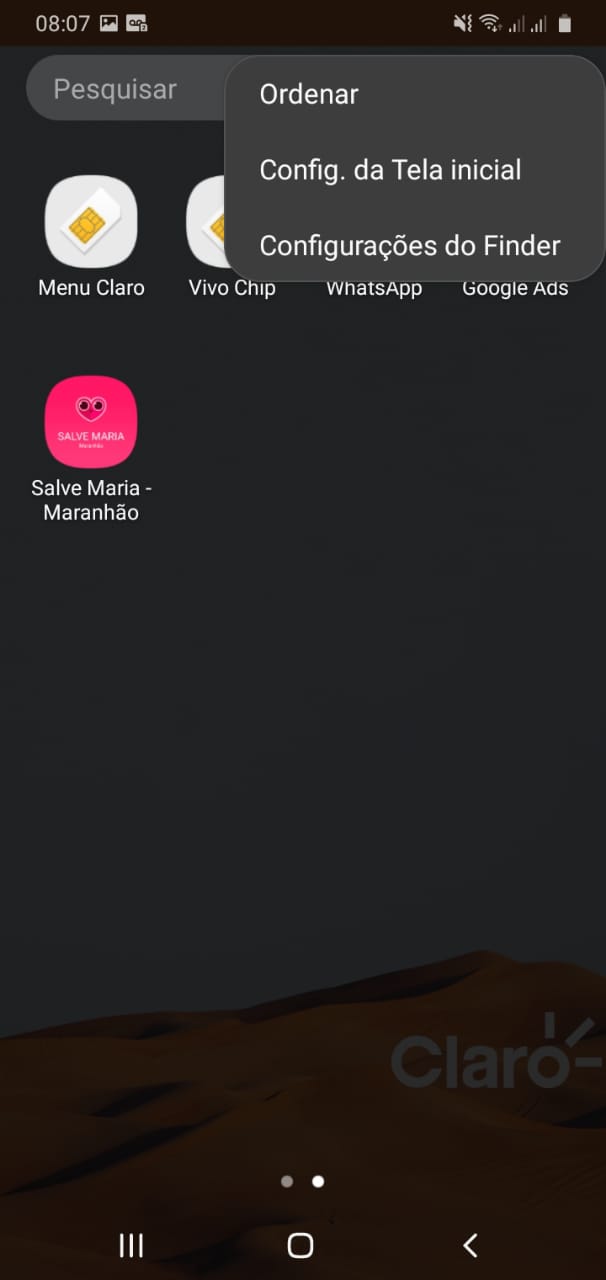 08:07
Pesquisar
Ordenar
Config. da Tela inicial
Configurações do Finder
Menu Claro
Vivo Chip
WhatsApp
Google Ads
SALVE MARIA
Maranhão
Salve Maria -
Maranhão
Claro